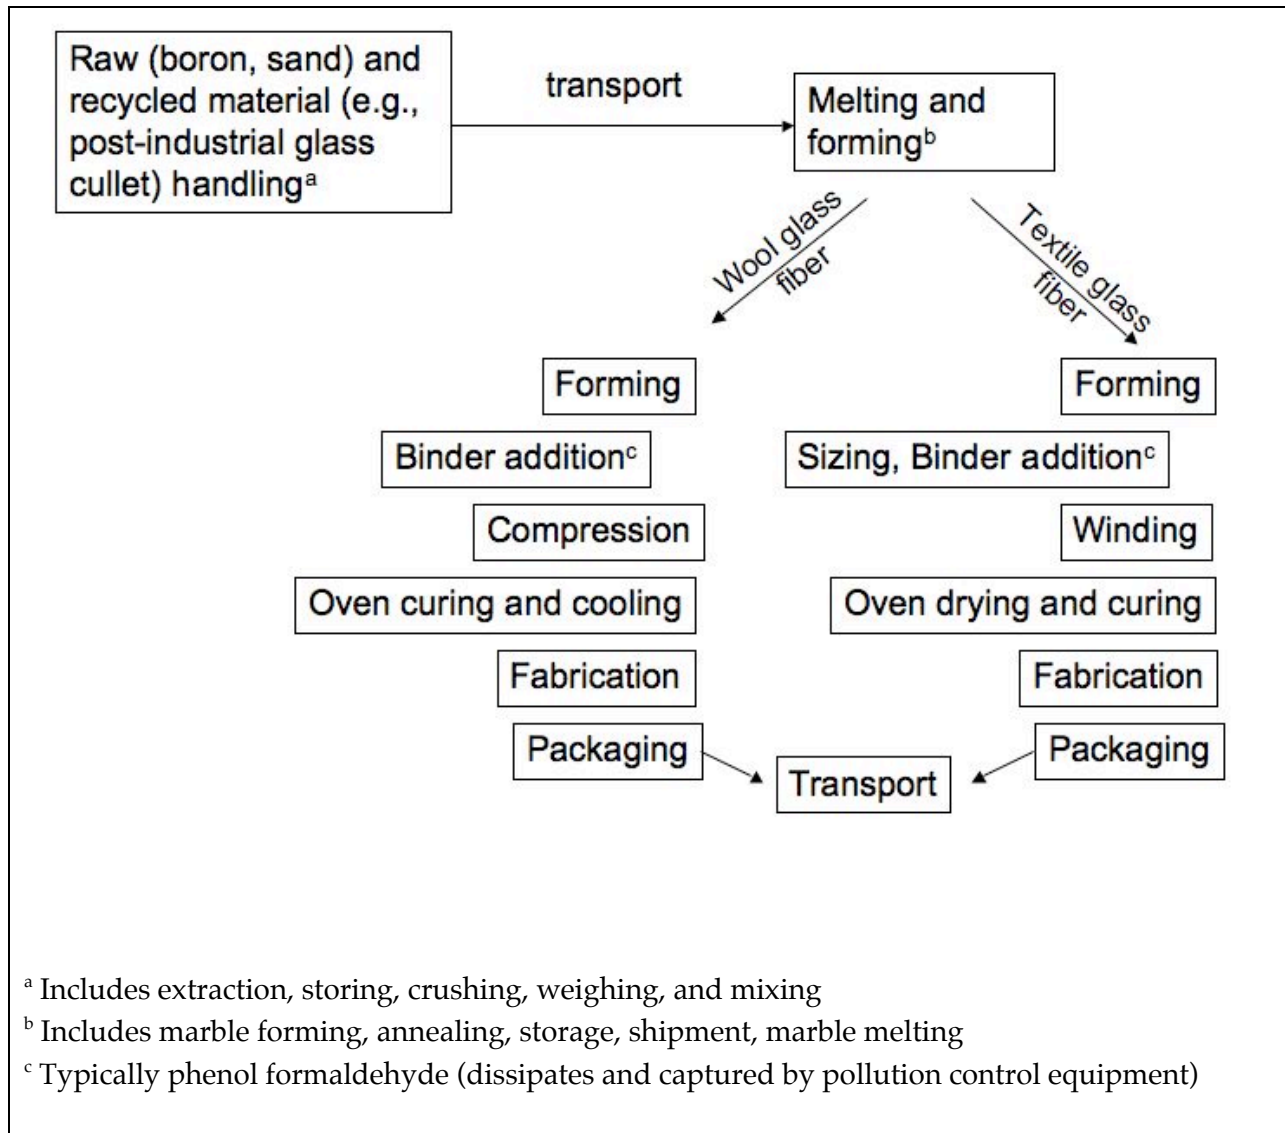 Raw (boron, sand) and
recycled material (e.g.,
post-industrial glass
cullet) handlingᵃ
transport
Melting and
formingᵇ
Wool glass
fiber
Textile glass
fiber
Forming
Binder additionᶜ
Compression
Oven curing and cooling
Fabrication
Packaging
Forming
Sizing, Binder additionᶜ
Winding
Oven drying and curing
Fabrication
Packaging
Transport
ᵃ Includes extraction, storing, crushing, weighing, and mixing
ᵇ Includes marble forming, annealing, storage, shipment, marble melting
ᶜ Typically phenol formaldehyde (dissipates and captured by pollution control equipment)